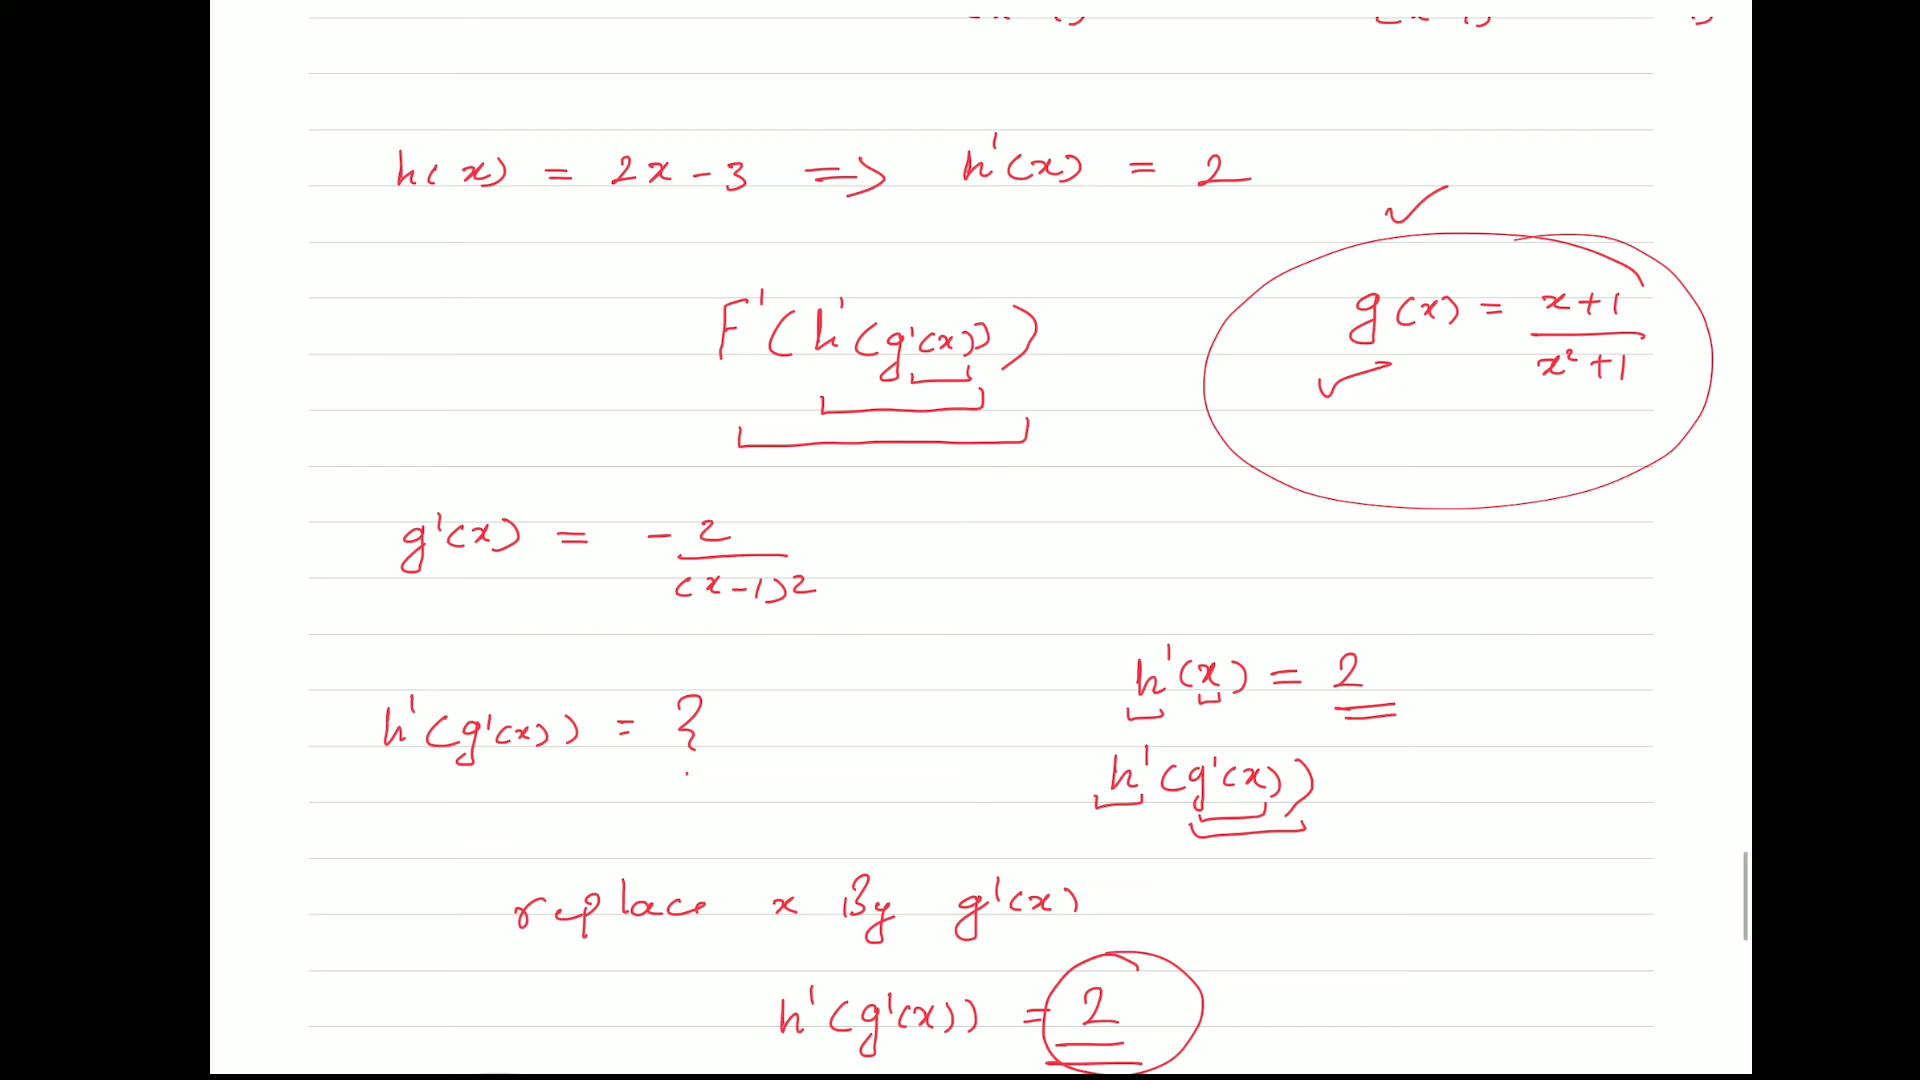 h(x) = 2x - 3 => h'(x) = 2
F'(h'(g'(x)))
g(x) = x+1 / x²+1
g'(x) = -2 / (x-1)2
h'(x) = 2
h'(g'(x)) = ?
h'(g'(x))
replace x By g'(x)
h'(g'(x)) = 2